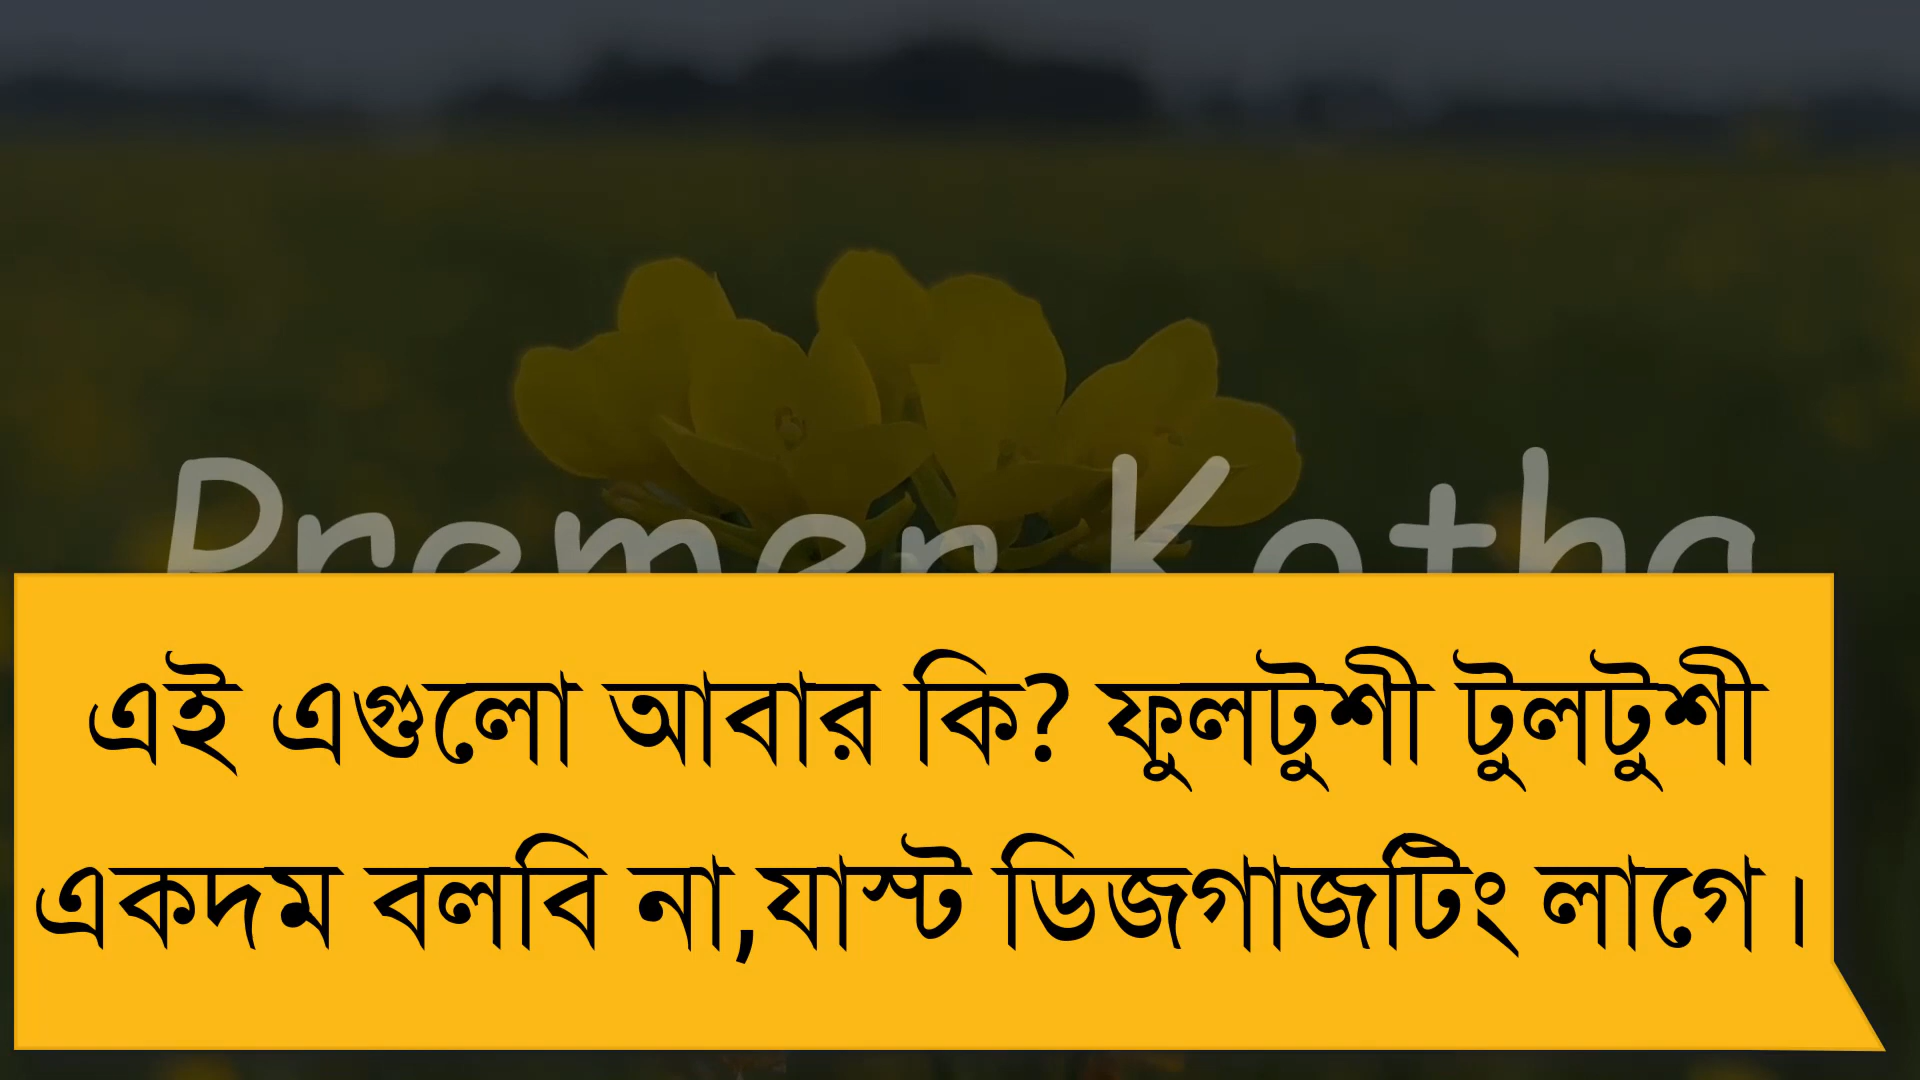 Premer Katha
এই এগুলো আবার কি? ফুলটুশী টুলটুশী
একদম বলবি না,যাস্ট ডিজগাজটিং লাগে।